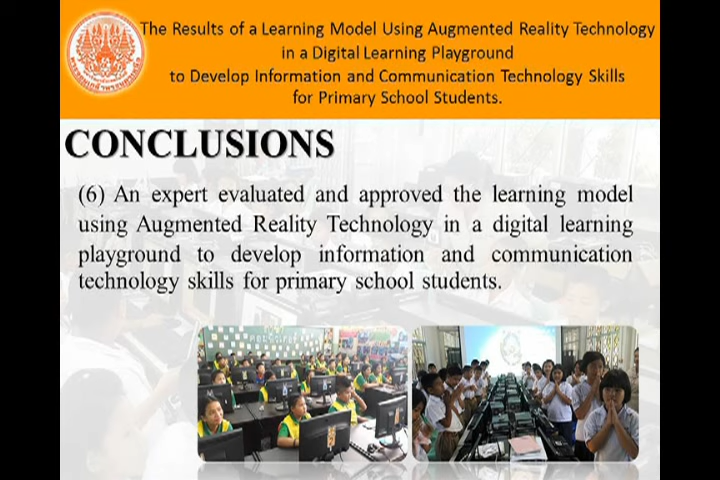 The Results of a Learning Model Using Augmented Reality Technology
in a Digital Learning Playground
to Develop Information and Communication Technology Skills
for Primary School Students.
CONCLUSIONS
(6) An expert evaluated and approved the learning model
using Augmented Reality Technology in a digital learning
playground to develop information and communication
technology skills for primary school students.